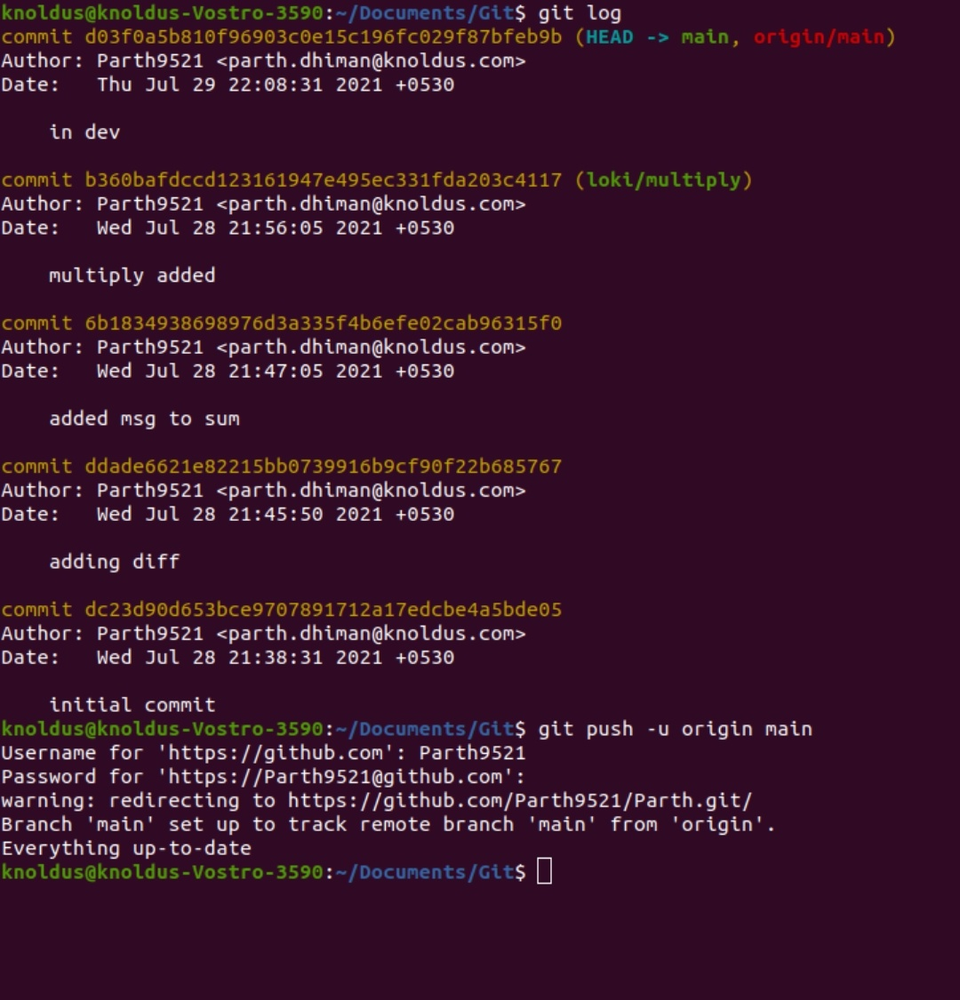 knoldus@knoldus-Vostro-3590:~/Documents/Git$ git log
commit d03f0a5b810f96903c0e15c196fc029f87bfeb9b (HEAD -> main, origin/main)
Author: Parth9521 <parth.dhiman@knoldus.com>
Date:   Thu Jul 29 22:08:31 2021 +0530
    in dev
commit b360bafdccd123161947e495ec331fda203c4117 (loki/multiply)
Author: Parth9521 <parth.dhiman@knoldus.com>
Date:   Wed Jul 28 21:56:05 2021 +0530
    multiply added
commit 6b1834938698976d3a335f4b6efe02cab96315f0
Author: Parth9521 <parth.dhiman@knoldus.com>
Date:   Wed Jul 28 21:47:05 2021 +0530
    added msg to sum
commit ddade6621e82215bb0739916b9cf90f22b685767
Author: Parth9521 <parth.dhiman@knoldus.com>
Date:   Wed Jul 28 21:45:50 2021 +0530
    adding diff
commit dc23d90d653bce9707891712a17edcbe4a5bde05
Author: Parth9521 <parth.dhiman@knoldus.com>
Date:   Wed Jul 28 21:38:31 2021 +0530
    initial commit
knoldus@knoldus-Vostro-3590:~/Documents/Git$ git push -u origin main
Username for 'https://github.com': Parth9521
Password for 'https://Parth9521@github.com':
warning: redirecting to https://github.com/Parth9521/Parth.git/
Branch 'main' set up to track remote branch 'main' from 'origin'.
Everything up-to-date
knoldus@knoldus-Vostro-3590:~/Documents/Git$